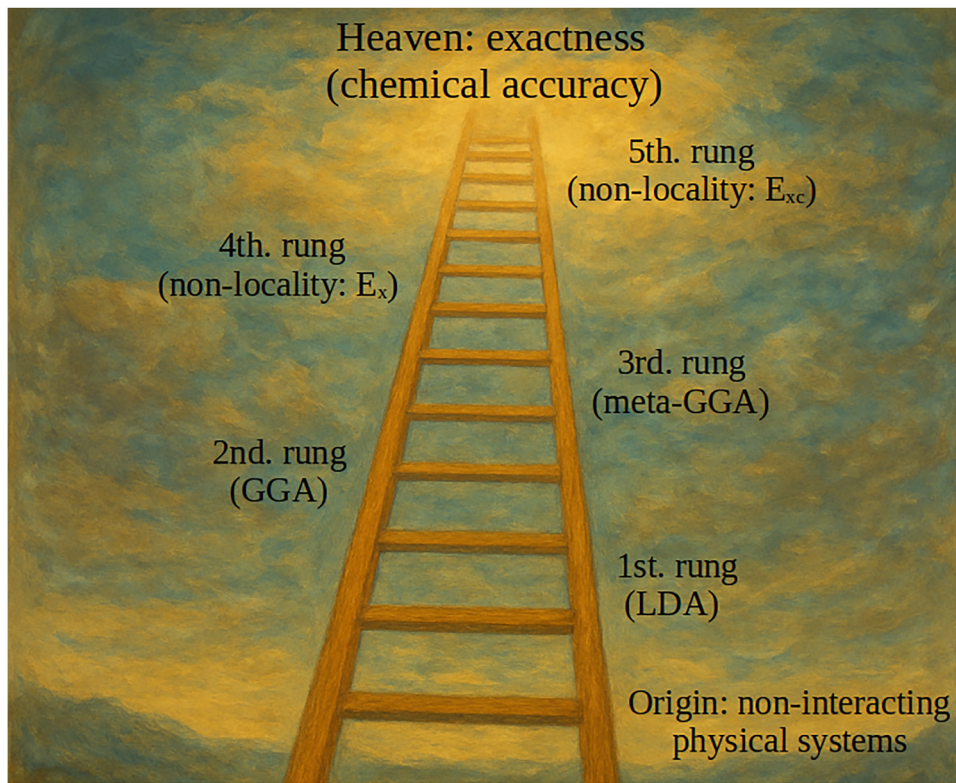 Heaven: exactness
(chemical accuracy)
5th. rung
(non-locality: Exc)
4th. rung
(non-locality: Ex)
3rd. rung
(meta-GGA)
2nd. rung
(GGA)
1st. rung
(LDA)
Origin: non-interacting
physical systems